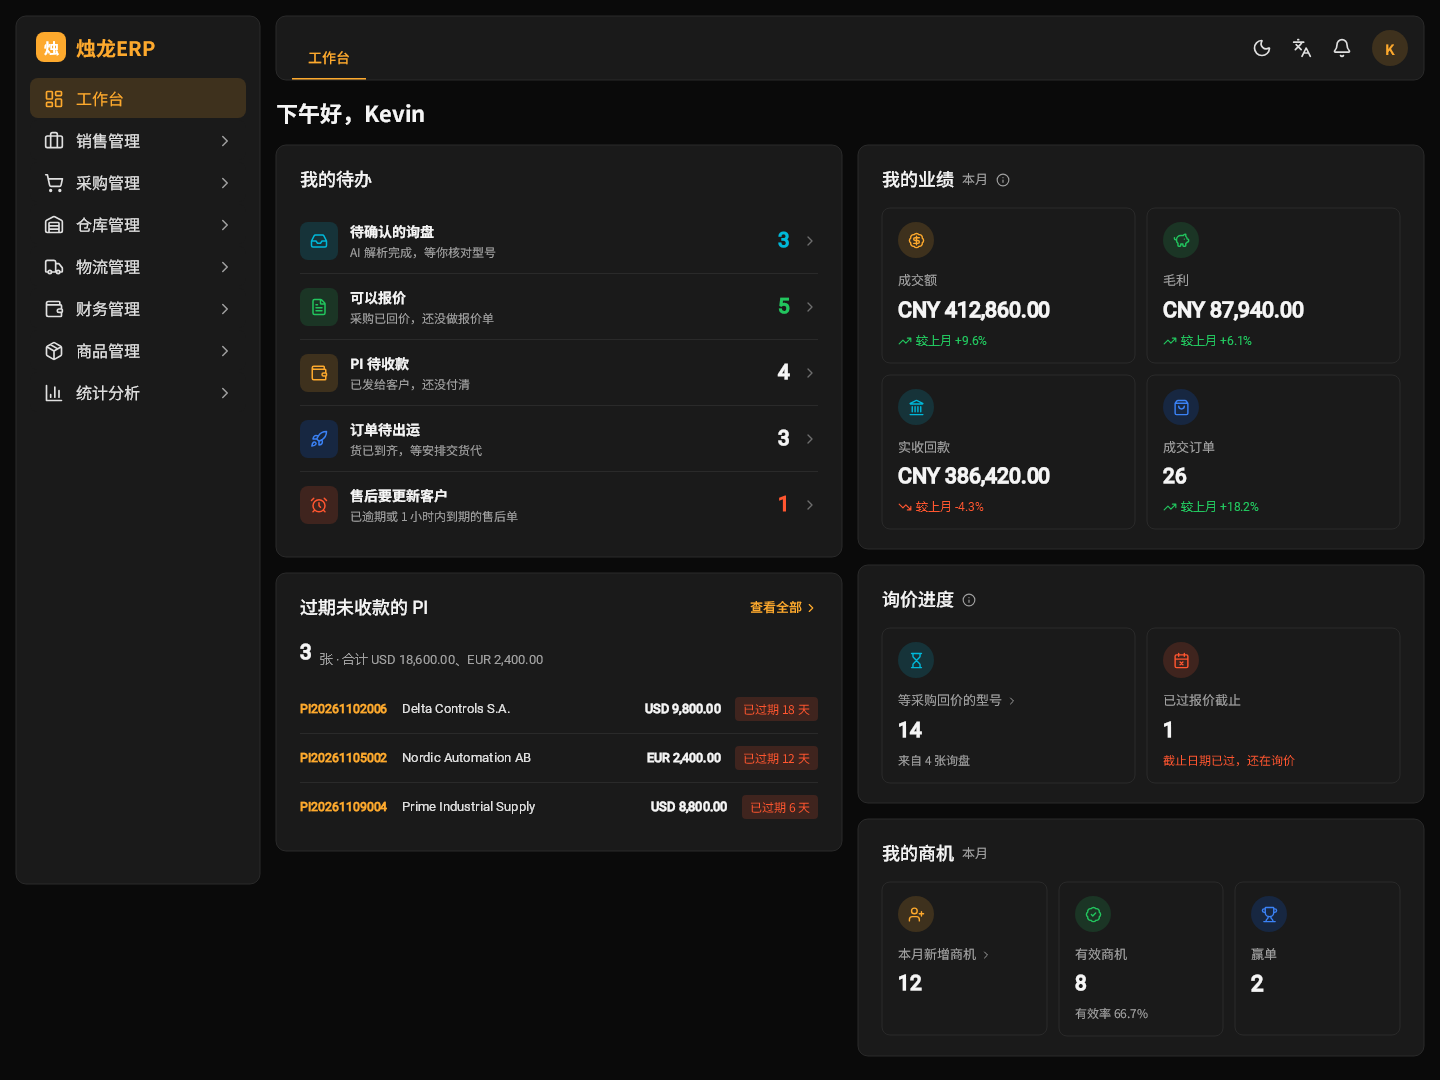 烛 烛龙ERP
工作台
销售管理
采购管理
仓库管理
物流管理
财务管理
商品管理
统计分析
工作台
K
下午好，Kevin
我的待办
待确认的询盘
AI 解析完成，等你核对型号
3
可以报价
采购已回价，还没做报价单
5
PI 待收款
已发给客户，还没付清
4
订单待出运
货已到齐，等安排交货代
3
售后要更新客户
已逾期或 1 小时内到期的售后单
1
过期未收款的 PI
查看全部
3 张 · 合计 USD 18,600.00、EUR 2,400.00
PI20261102006 Delta Controls S.A. USD 9,800.00 已过期 18 天
PI20261105002 Nordic Automation AB EUR 2,400.00 已过期 12 天
PI20261109004 Prime Industrial Supply USD 8,800.00 已过期 6 天
我的业绩 本月
成交额
CNY 412,860.00
较上月 +9.6%
毛利
CNY 87,940.00
较上月 +6.1%
实收回款
CNY 386,420.00
较上月 -4.3%
成交订单
26
较上月 +18.2%
询价进度
等采购回价的型号
14
来自 4 张询盘
已过报价截止
1
截止日期已过，还在询价
我的商机 本月
本月新增商机
12
有效商机
8
有效率 66.7%
赢单
2